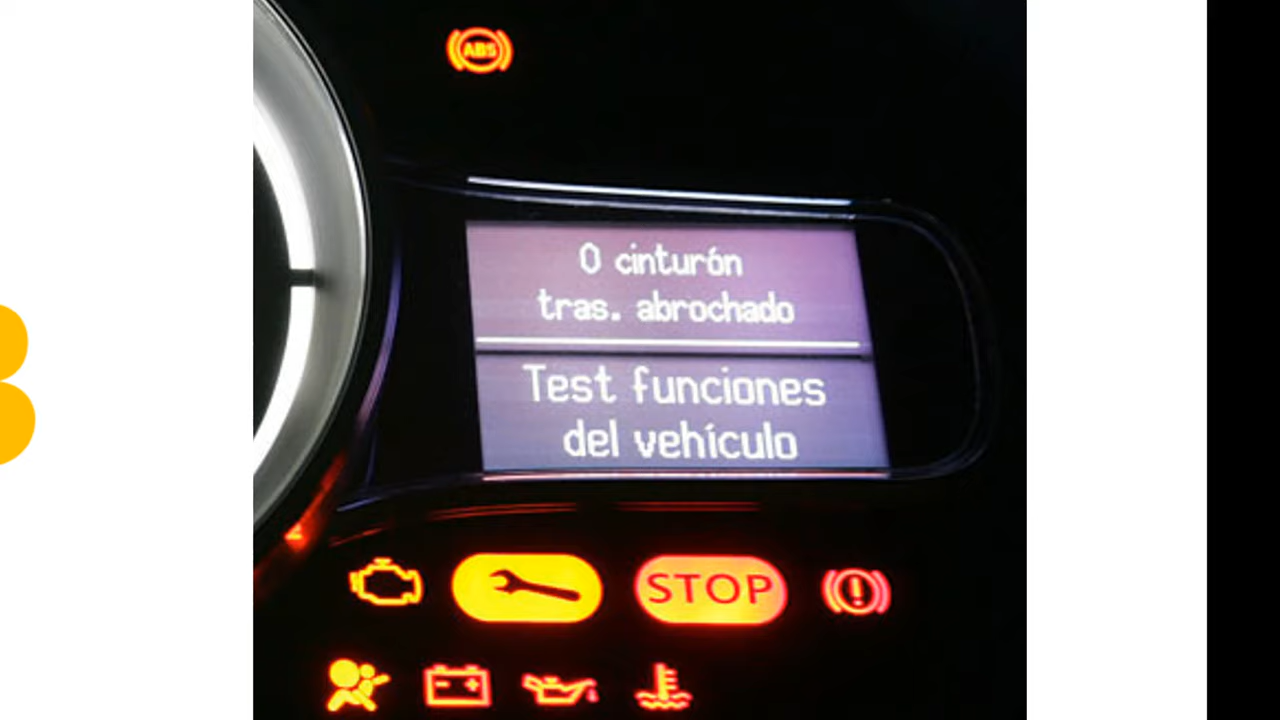 ABS
0 cinturón
tras. abrochado
Test funciones
del vehículo
STOP